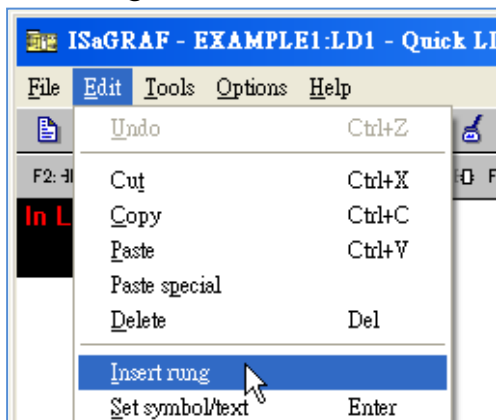 ISaGRAF - EXAMPLE1:LD1 - Quick
File Edit Tools Options Help
Undo Ctrl+Z
F2:
Cut Ctrl+X
In
Copy Ctrl+C
Paste Ctrl+V
Paste special
Delete Del
Insert rung
Set symbol/text Enter